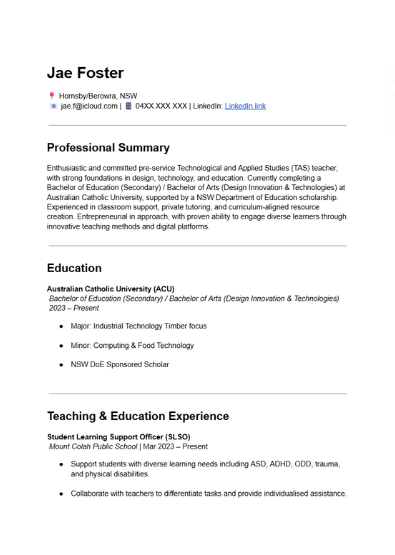 Jae Foster
Hornsby/Berowra, NSW
jae.f@icloud.com | 04XX XXX XXX | LinkedIn: LinkedIn link
Professional Summary
Enthusiastic and committed pre-service Technological and Applied Studies (TAS) teacher,
with strong foundations in design, technology, and education. Currently completing a
Bachelor of Education (Secondary) / Bachelor of Arts (Design Innovation & Technologies) at
Australian Catholic University, supported by a NSW Department of Education scholarship.
Experienced in classroom support, private tutoring, and curriculum-aligned resource
creation. Entrepreneurial in approach, with proven ability to engage diverse learners through
innovative teaching methods and digital platforms.
Education
Australian Catholic University (ACU)
Bachelor of Education (Secondary) / Bachelor of Arts (Design Innovation & Technologies)
2023 – Present
● Major: Industrial Technology Timber focus
● Minor: Computing & Food Technology
● NSW DoE Sponsored Scholar
Teaching & Education Experience
Student Learning Support Officer (SLSO)
Mount Colah Public School | Mar 2023 – Present
● Support students with diverse learning needs including ASD, ADHD, ODD, trauma,
and physical disabilities.
● Collaborate with teachers to differentiate tasks and provide individualised assistance.